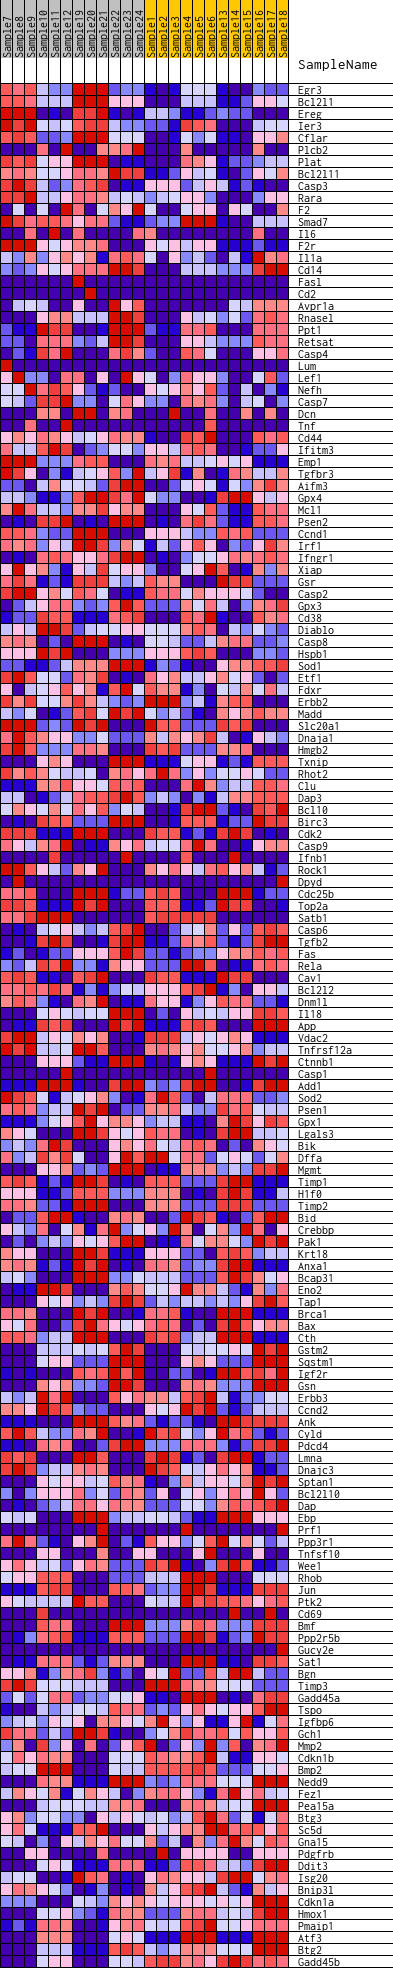 Sample7 Sample8 Sample9 Sample10 Sample11 Sample12 Sample19 Sample20 Sample21 Sample22 Sample23 Sample24 Sample1 Sample2 Sample3 Sample4 Sample5 Sample6 Sample13 Sample14 Sample15 Sample16 Sample17 Sample18
SampleName
Egr3
Bcl2l1
Ereg
Ier3
Cflar
Plcb2
Plat
Bcl2l11
Casp3
Rara
F2
Smad7
Il16
F2r
Il1a
Cd14
Fasl
Cd2
Avpr1a
Rnasel
Ppt1
Retsat
Casp4
Lum
Lef1
Nefh
Casp7
Dcn
Tnf
Cd44
Ifitm3
Emp1
Tgfbr3
Aifm3
Gpx4
Mcl1
Psen2
Ccnd1
Irf1
Ifngr1
Xiap
Gsr
Casp2
Gpx3
Cd38
Diablo
Casp8
Hspb1
Sod1
Etf1
Fdxr
Erbb2
Madd
Slc20a1
Dnaja1
Hmgb2
Txnip
Rhot2
Clu
Dap3
Bcl10
Birc3
Cdk2
Casp9
Ifnb1
Rock1
Dpyd
Cdc25b
Top2a
Satb1
Casp6
Tgfb2
Fas
Rela
Cav1
Bcl2l2
Dnm1l
Il18
App
Vdac2
Tnfrsf12a
Ctnnb1
Casp1
Add1
Sod2
Psen1
Gpx1
Lgals3
Bik
Dffa
Mgmt
Timp1
H1f0
Timp2
Bid
Crebbp
Pak1
Krt18
Anxa1
Bcap31
Eno2
Tap1
Brca1
Bax
Cth
Gstm2
Sqstm1
Igf2r
Gsn
Erbb3
Ccnd2
Ank
Cyld
Pdcd4
Lmna
Dnajc3
Sptan1
Bcl2l10
Dap
Ebp
Prf1
Ppp3r1
Tnfsf10
Wee1
Rhob
Jun
Ptk2
Cd69
Bmf
Ppp2r5b
Gucy2e
Sat1
Bgn
Timp3
Gadd45a
Tspo
Igfbp6
Gch1
Mmp2
Cdkn1b
Bmp2
Nedd9
Fez1
Pea15a
Btg3
Sc5d
Gna15
Pdgfrb
Ddit3
Isg20
Bnip3l
Cdkn1a
Hmox1
Pmaip1
Atf3
Btg2
Gadd45b